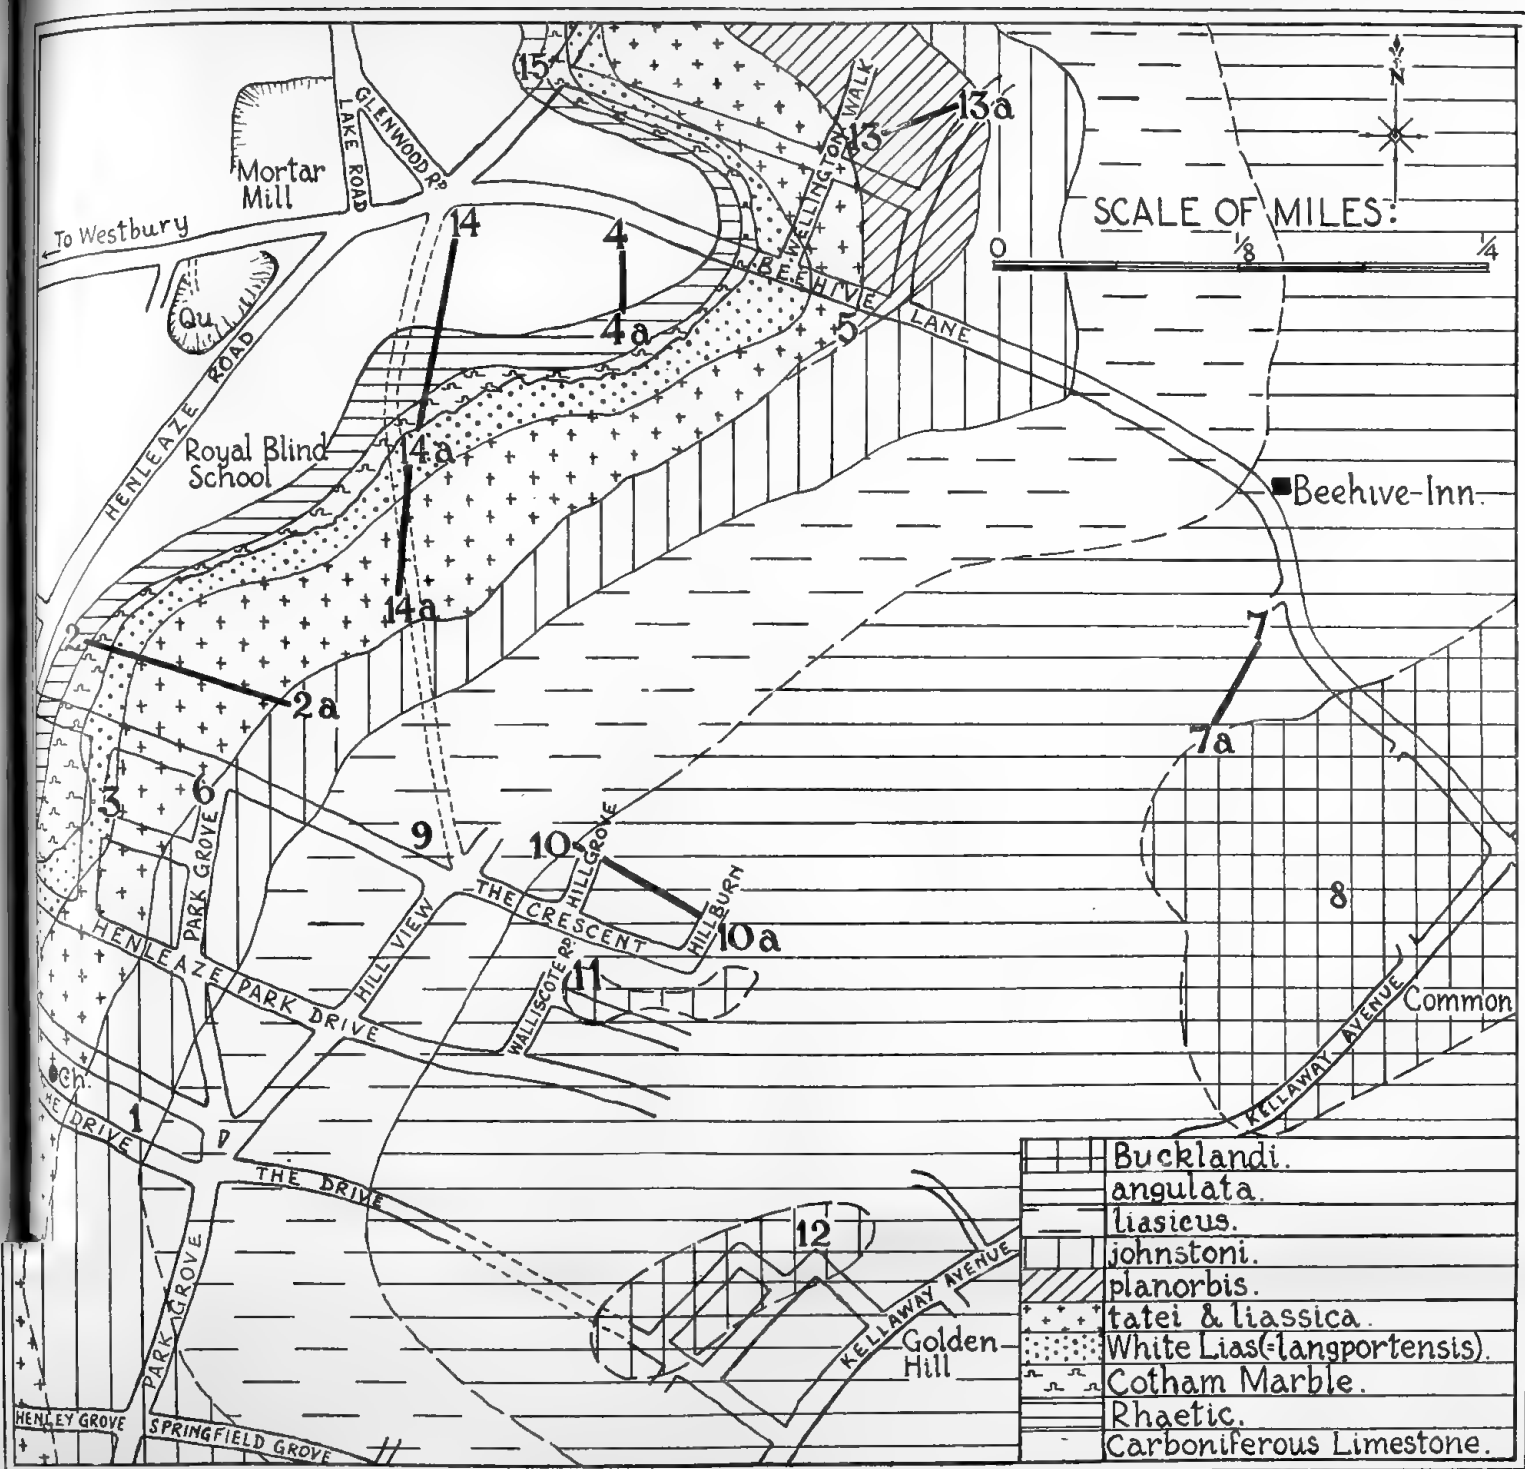 15
GLENWOOD RD
LAKE ROAD
Mortar
Mill
WELLINGTON WALK
13
13a
N
SCALE OF MILES:
0
1/8
1/4
To Westbury
14
4
BEEHIVE
LANE
Qu.
4a
5
HENLEAZE ROAD
Royal Blind
School
14a
Beehive-Inn.
14a
2
2a
7
7a
3
6
9
10
HILLGROVE
PARK GROVE
THE CRESCENT
HILLBURN
8
10a
HENLEAZE PARK DRIVE
HILL VIEW
WALLISCOTE RD
11
Common
KELLAWAY AVENUE
Ch.
HE DRIVE
1
THE DRIVE
12
PARK GROVE
KELLAWAY AVENUE
Golden
Hill
HENLEY GROVE
SPRINGFIELD GROVE
Bucklandi.
angulata.
liasicus.
johnstoni.
planorbis.
tatei & liassica.
White Lias(=langportensis).
Cotham Marble.
Rhaetic.
Carboniferous Limestone.